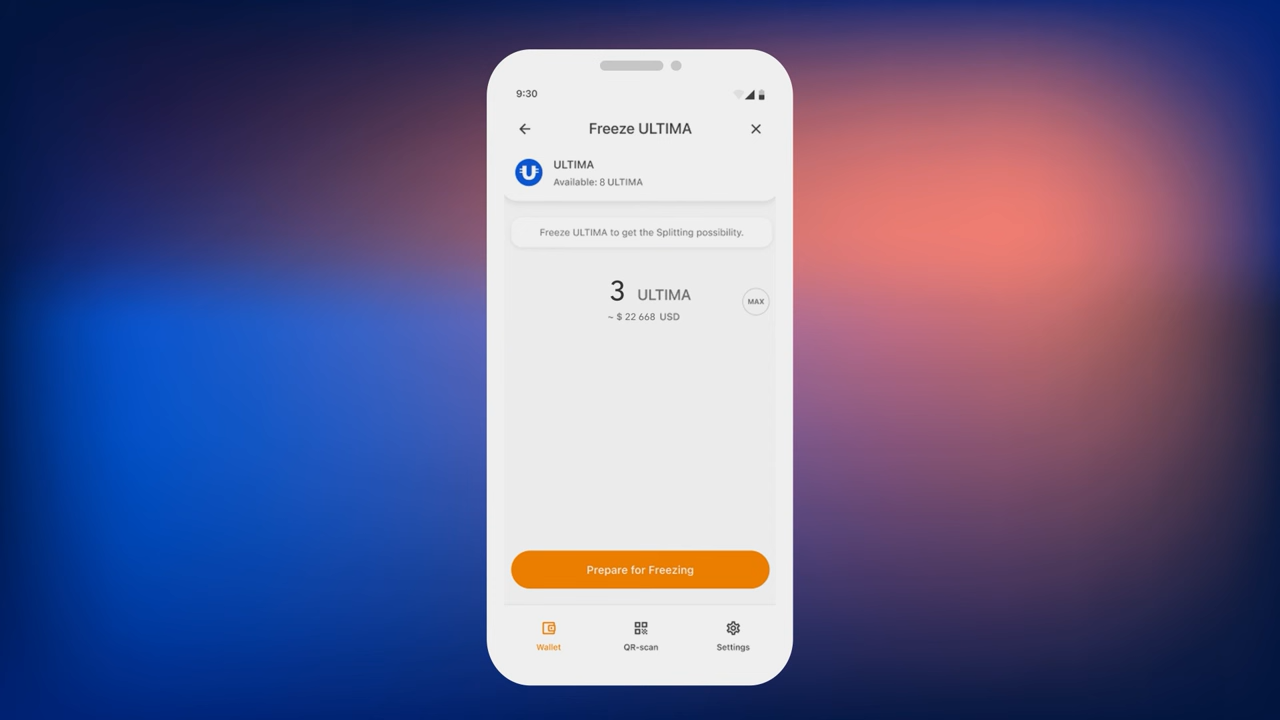 9:30
Freeze ULTIMA
ULTIMA
Available: 8 ULTIMA
Freeze ULTIMA to get the Splitting possibility.
3 ULTIMA
MAX
~ $ 22 668 USD
Prepare for Freezing
Wallet
QR-scan
Settings